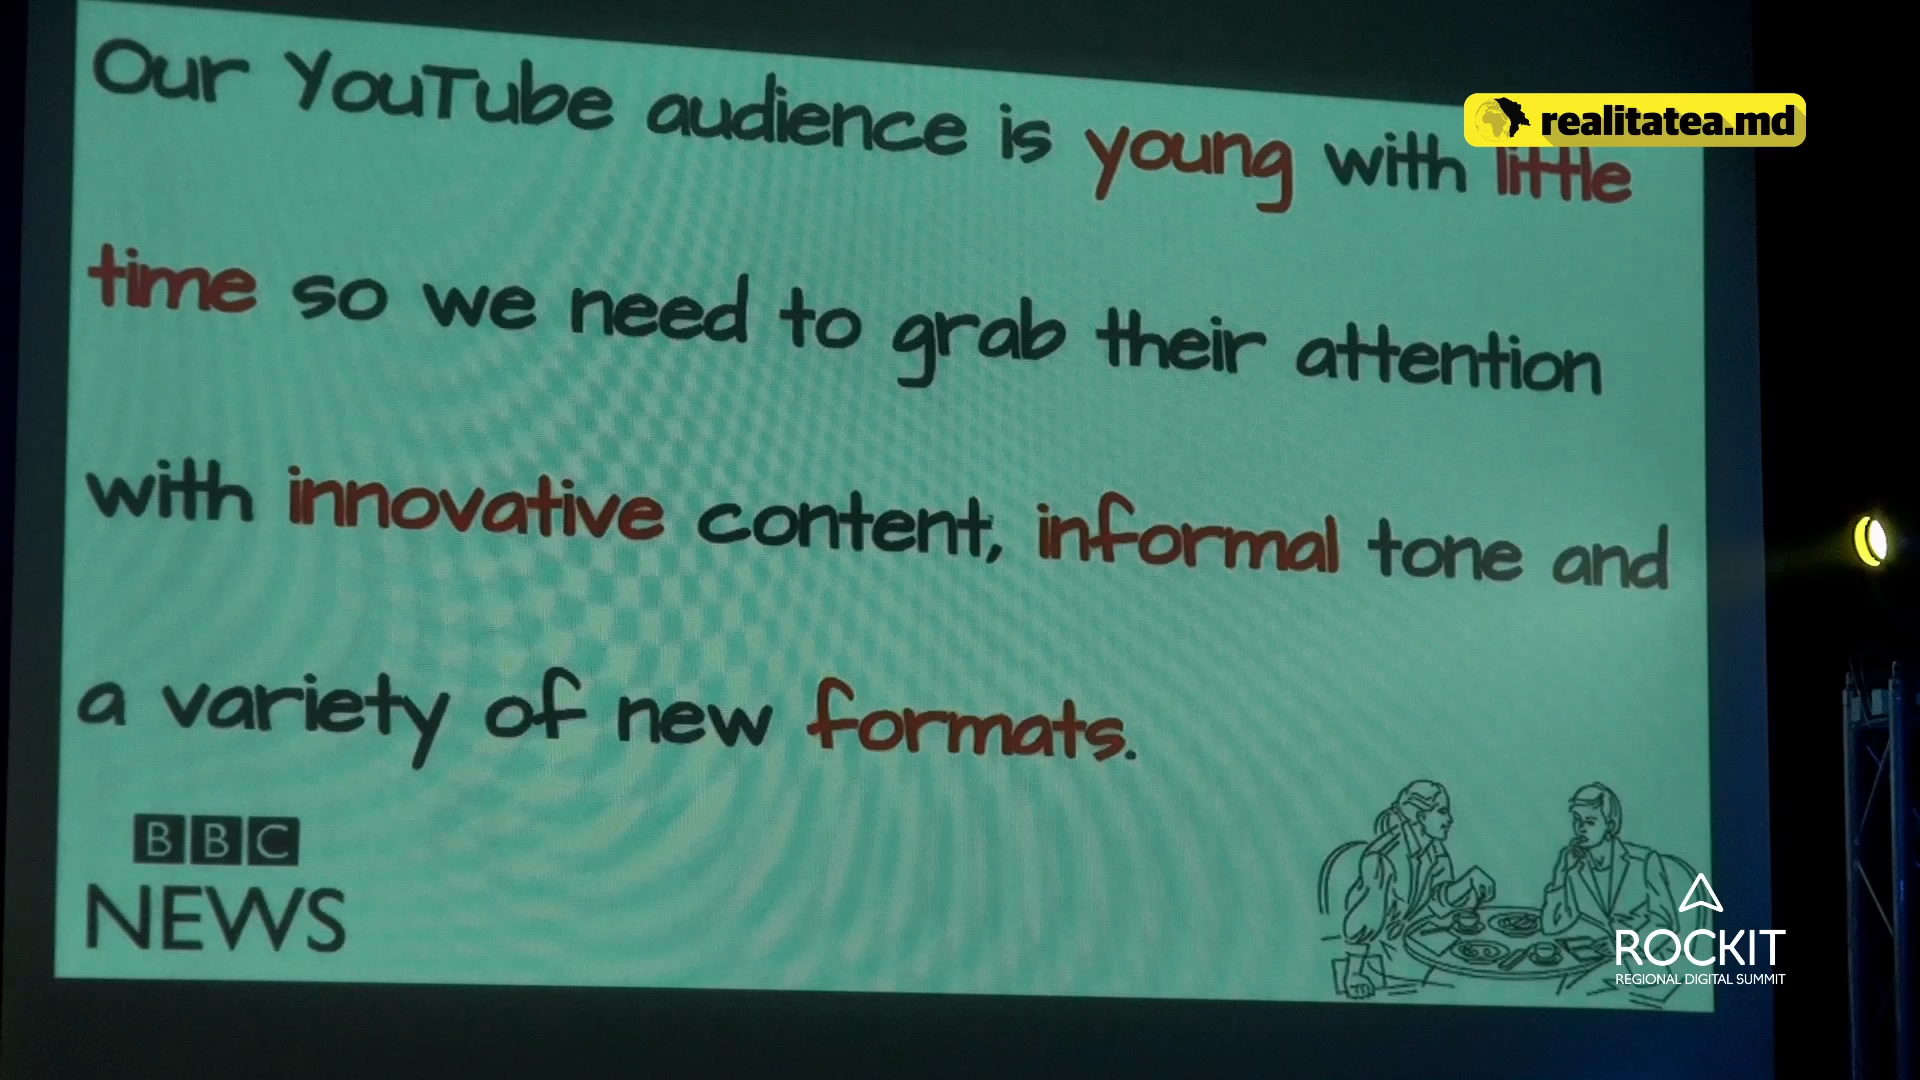 Our YouTube audience is young with little
time so we need to grab their attention
with innovative content, informal tone and
a variety of new formats.
BBC
NEWS
realitatea.md
ROCKIT
REGIONAL DIGITAL SUMMIT